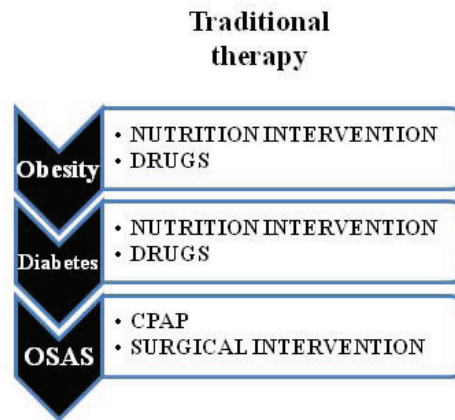 Traditional
therapy
Obesity
• NUTRITION INTERVENTION
• DRUGS
Diabetes
• NUTRITION INTERVENTION
• DRUGS
OSAS
• CPAP
• SURGICAL INTERVENTION